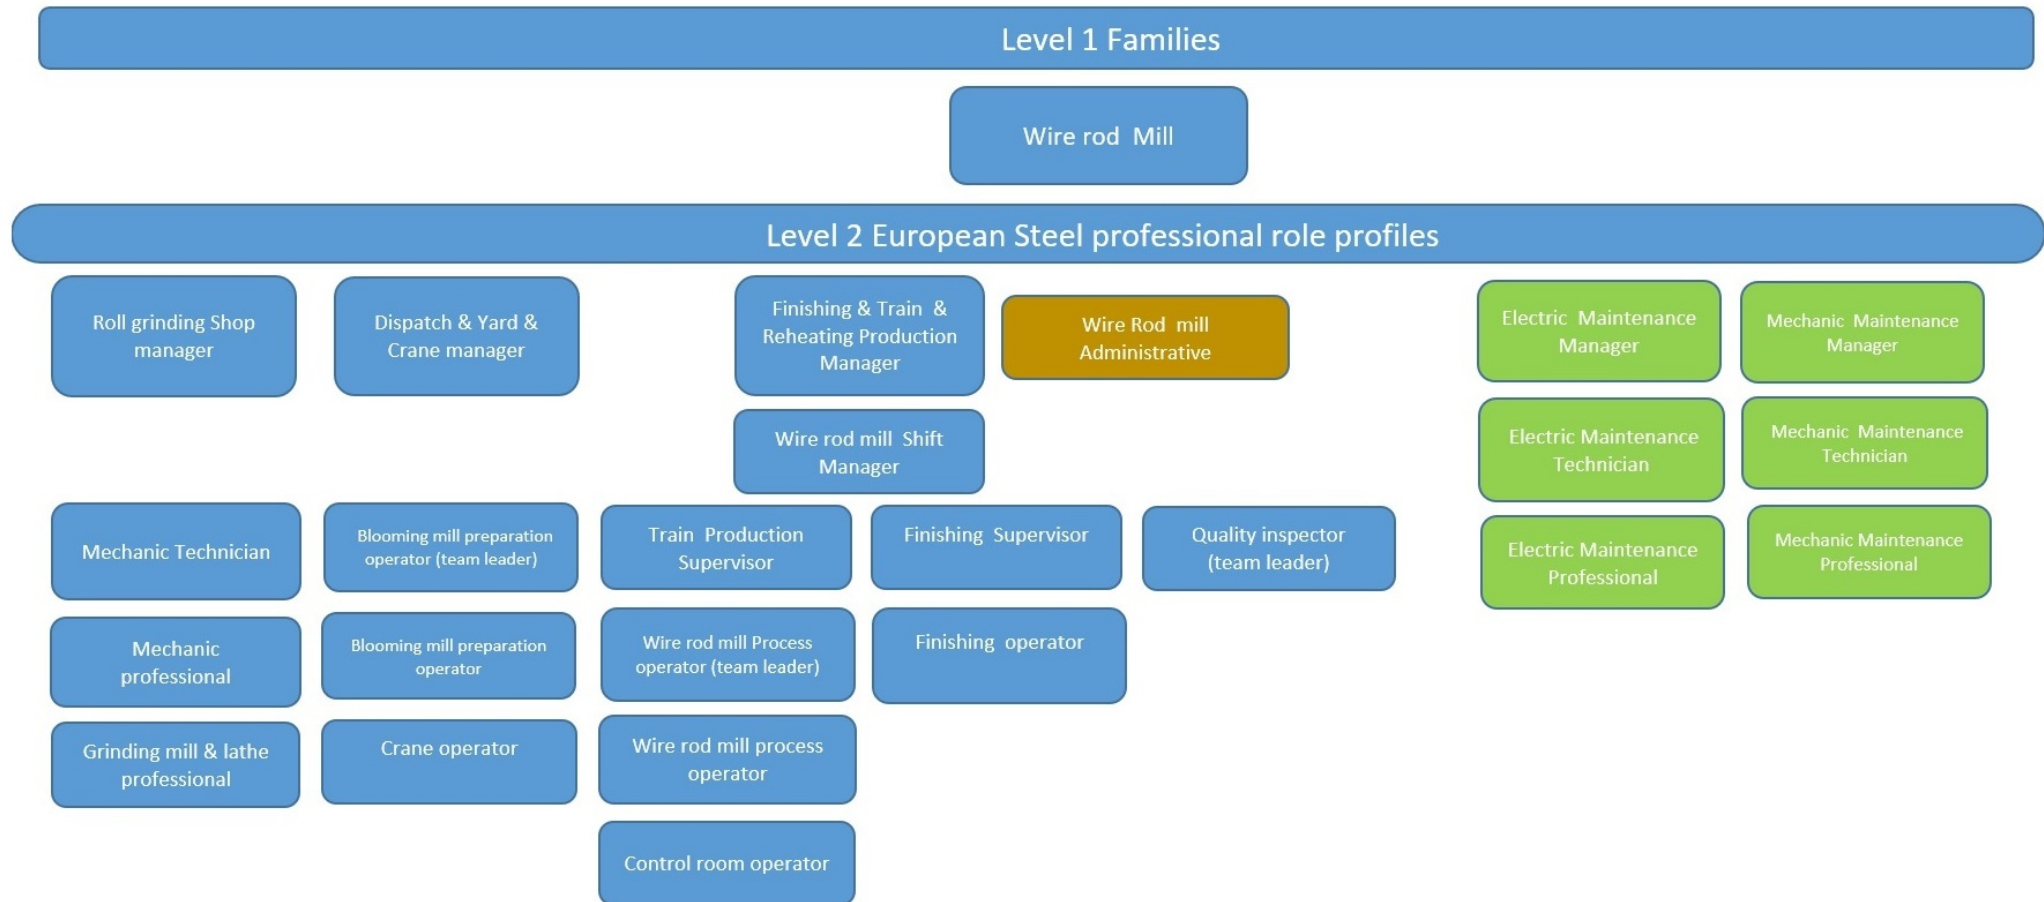 Level 1 Families
Wire rod Mill
Level 2 European Steel professional role profiles
Roll grinding Shop
manager
Dispatch & Yard &
Crane manager
Finishing & Train &
Reheating Production
Manager
Wire Rod mill
Administrative
Electric Maintenance
Manager
Mechanic Maintenance
Manager
Wire rod mill Shift
Manager
Electric Maintenance
Technician
Mechanic Maintenance
Technician
Mechanic Technician
Blooming mill preparation
operator (team leader)
Train Production
Supervisor
Finishing Supervisor
Quality inspector
(team leader)
Electric Maintenance
Professional
Mechanic Maintenance
Professional
Mechanic
professional
Blooming mill preparation
operator
Wire rod mill Process
operator (team leader)
Finishing operator
Grinding mill & lathe
professional
Crane operator
Wire rod mill process
operator
Control room operator